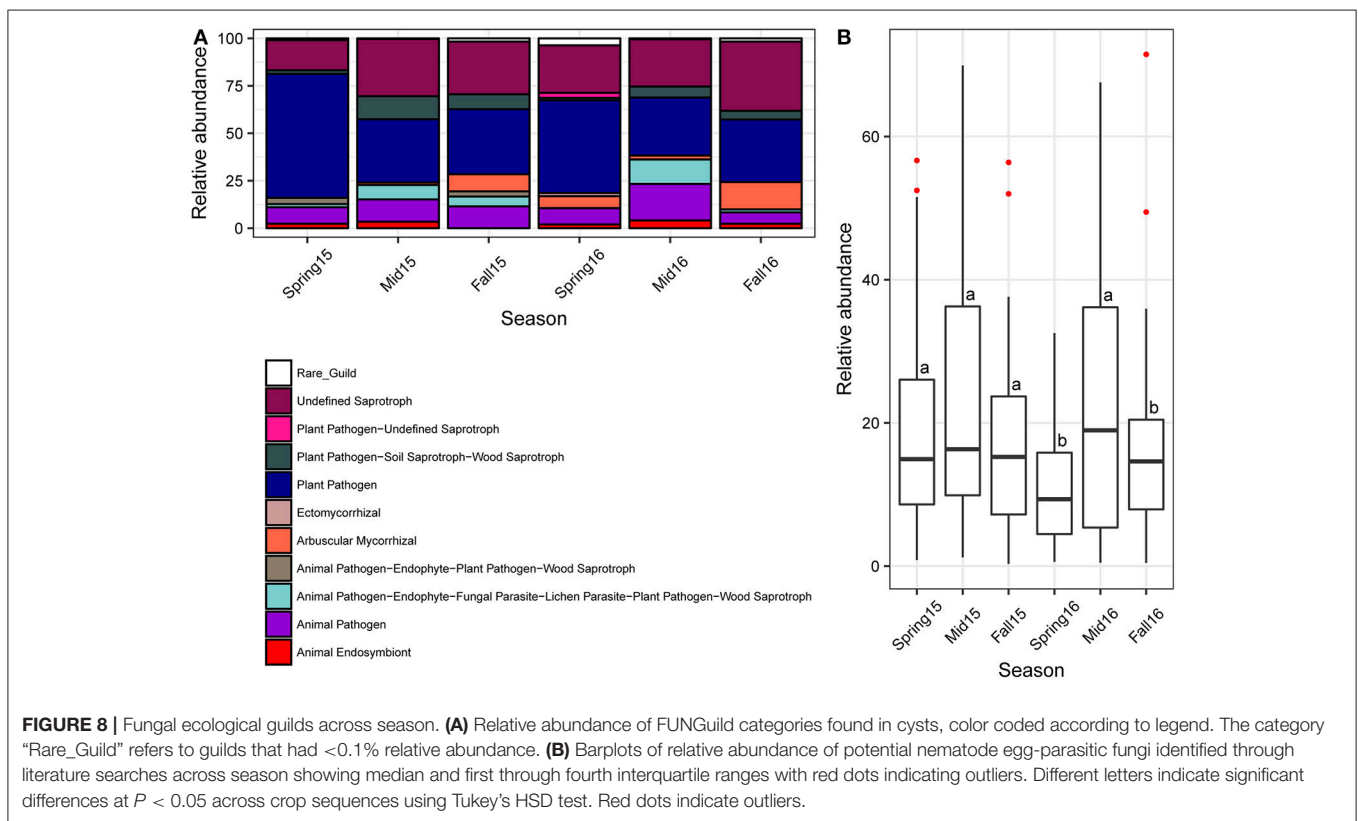 A
100
75
50
25
0
Relative abundance
Spring15
Mid15
Fall15
Spring16
Mid16
Fall16
Season
Rare_Guild
Undefined Saprotroph
Plant Pathogen−Undefined Saprotroph
Plant Pathogen−Soil Saprotroph−Wood Saprotroph
Plant Pathogen
Ectomycorrhizal
Arbuscular Mycorrhizal
Animal Pathogen−Endophyte−Plant Pathogen−Wood Saprotroph
Animal Pathogen−Endophyte−Fungal Parasite−Lichen Parasite−Plant Pathogen−Wood Saprotroph
Animal Pathogen
Animal Endosymbiont
B
60
40
20
0
Relative abundance
a
a
a
b
a
b
Spring15
Mid15
Fall15
Spring16
Mid16
Fall16
Season
FIGURE 8 | Fungal ecological guilds across season. (A) Relative abundance of FUNGuild categories found in cysts, color coded according to legend. The category
“Rare_Guild” refers to guilds that had <0.1% relative abundance. (B) Barplots of relative abundance of potential nematode egg-parasitic fungi identified through
literature searches across season showing median and first through fourth interquartile ranges with red dots indicating outliers. Different letters indicate significant
differences at P < 0.05 across crop sequences using Tukey’s HSD test. Red dots indicate outliers.